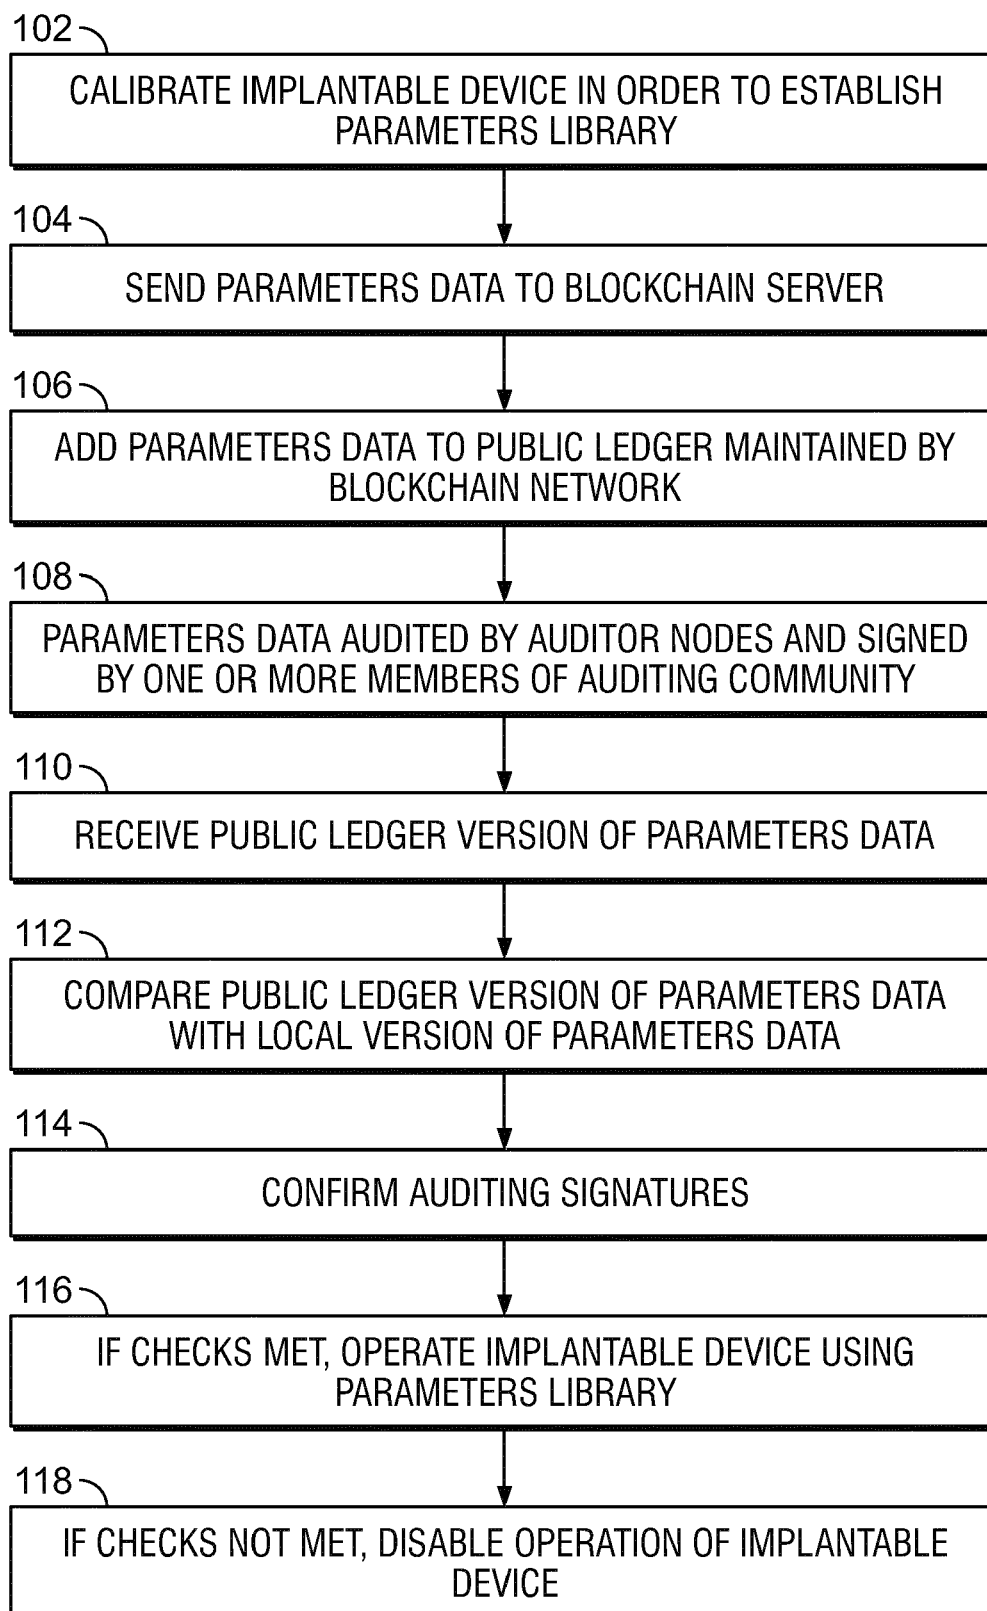 102
CALIBRATE IMPLANTABLE DEVICE IN ORDER TO ESTABLISH
PARAMETERS LIBRARY
104
SEND PARAMETERS DATA TO BLOCKCHAIN SERVER
106
ADD PARAMETERS DATA TO PUBLIC LEDGER MAINTAINED BY
BLOCKCHAIN NETWORK
108
PARAMETERS DATA AUDITED BY AUDITOR NODES AND SIGNED
BY ONE OR MORE MEMBERS OF AUDITING COMMUNITY
110
RECEIVE PUBLIC LEDGER VERSION OF PARAMETERS DATA
112
COMPARE PUBLIC LEDGER VERSION OF PARAMETERS DATA
WITH LOCAL VERSION OF PARAMETERS DATA
114
CONFIRM AUDITING SIGNATURES
116
IF CHECKS MET, OPERATE IMPLANTABLE DEVICE USING
PARAMETERS LIBRARY
118
IF CHECKS NOT MET, DISABLE OPERATION OF IMPLANTABLE
DEVICE